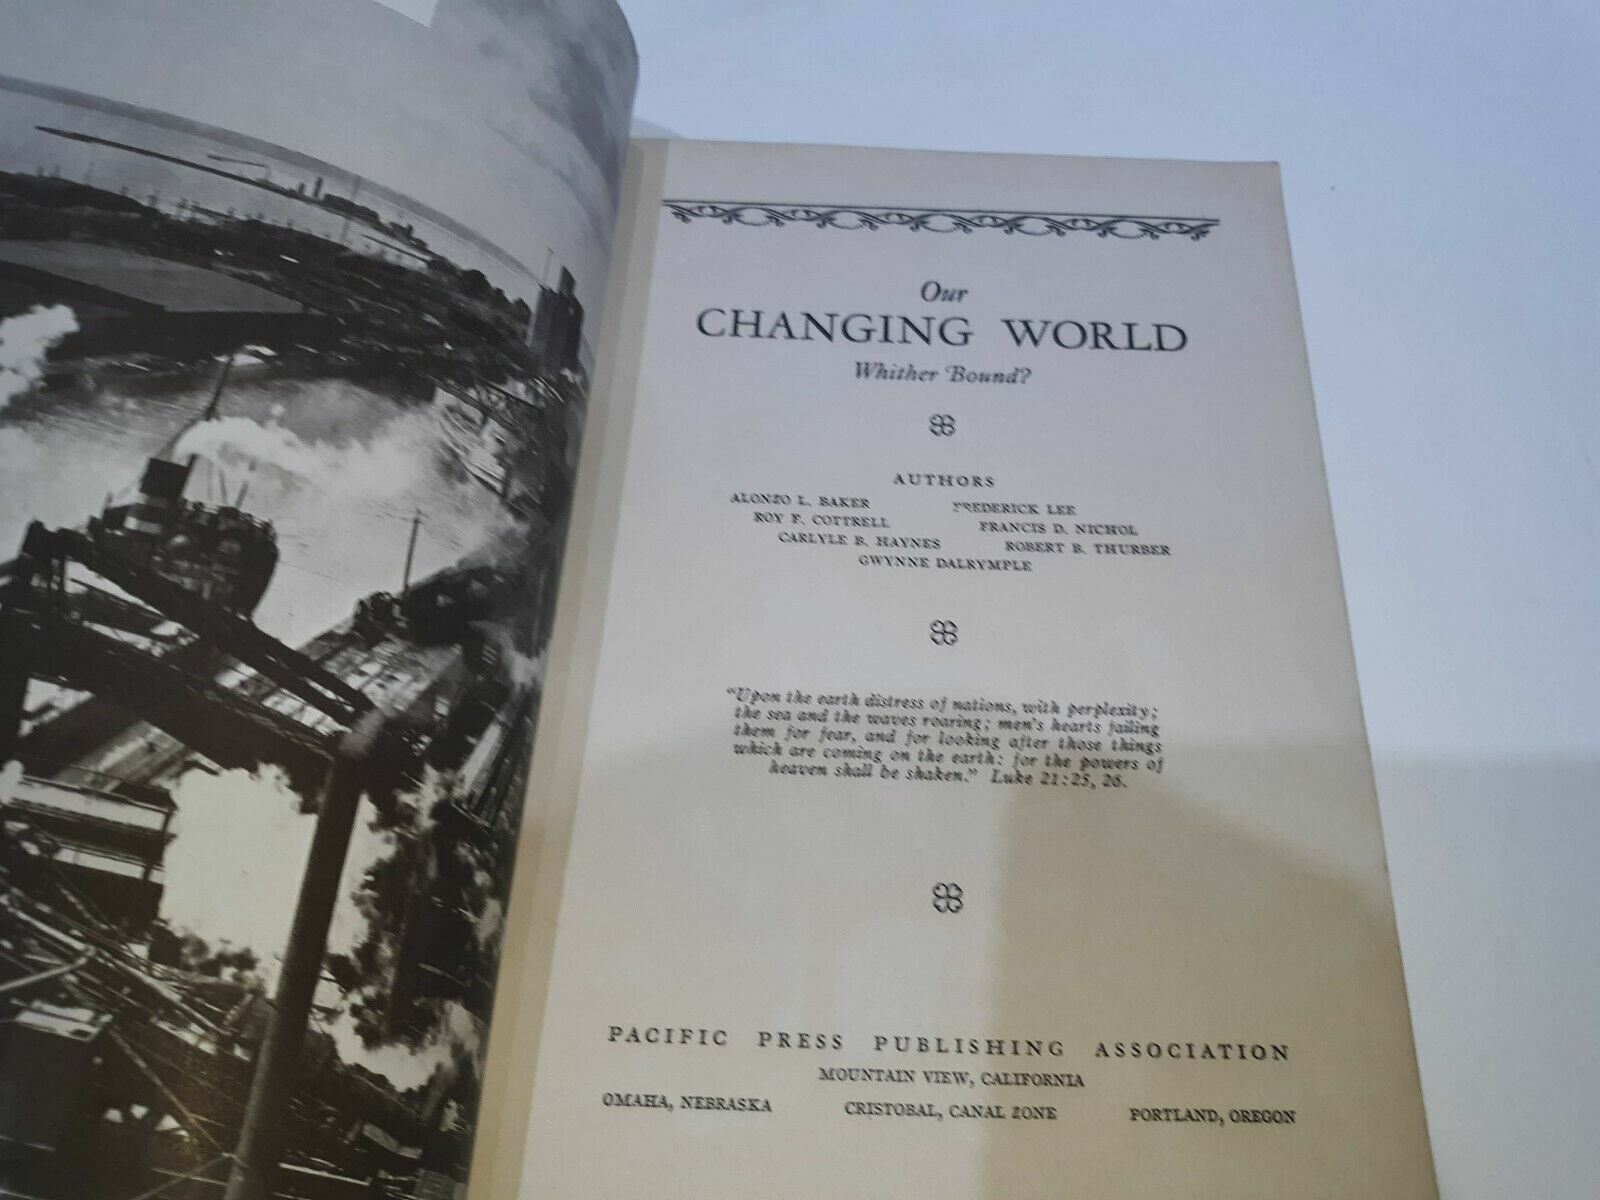 Our
CHANGING WORLD
Whither Bound?
AUTHORS
ALONZO L. BAKER FREDERICK LEE
ROY F. COTTRELL FRANCIS D. NICHOL
CARLYLE B. HAYNES ROBERT B. THURBER
GWYNNE DALRYMPLE
"Upon the earth distress of nations, with perplexity;
the sea and the waves roaring; men's hearts failing
them for fear, and for looking after those things
which are coming on the earth: for the powers of
heaven shall be shaken." Luke 21:25, 26.
PACIFIC PRESS PUBLISHING ASSOCIATION
MOUNTAIN VIEW, CALIFORNIA
OMAHA, NEBRASKA CRISTOBAL, CANAL ZONE PORTLAND, OREGON